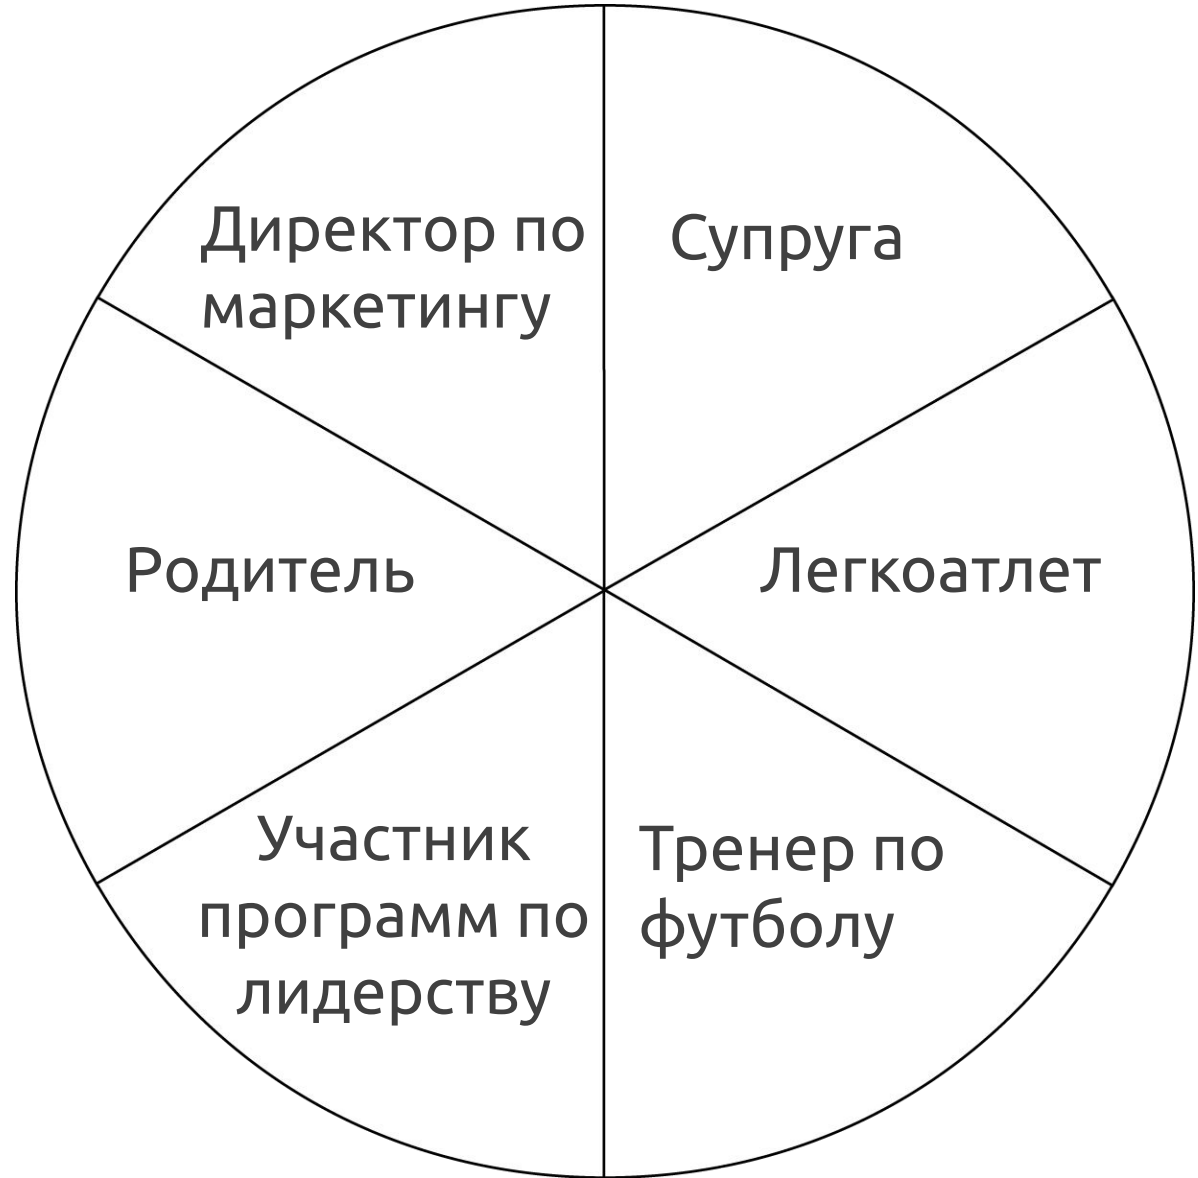 Директор по
маркетингу
Супруга
Родитель
Легкоатлет
Участник
программ по
лидерству
Тренер по
футболу